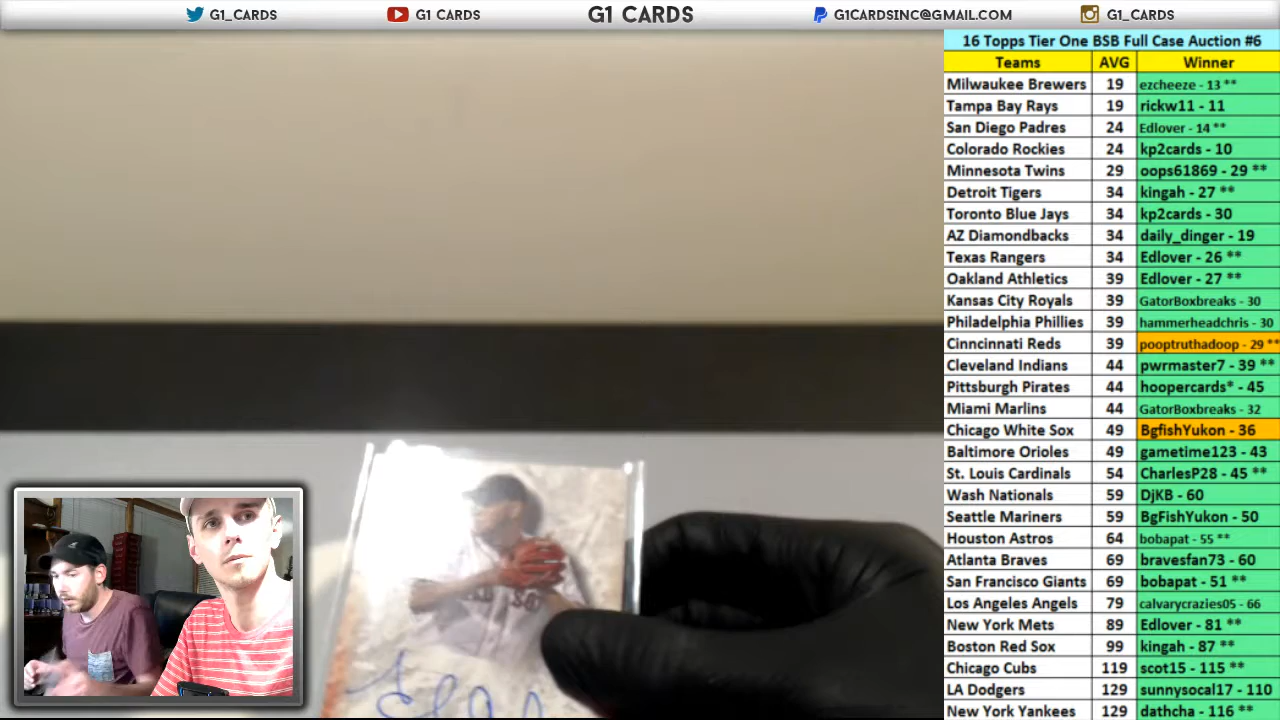 G1_CARDS G1 CARDS G1 CARDS G1CARDSINC@GMAIL.COM G1_CARDS
16 Topps Tier One BSB Full Case Auction #6
Teams AVG Winner
Milwaukee Brewers 19 ezcheeze - 13 **
Tampa Bay Rays 19 rickw11 - 11
San Diego Padres 24 Edlover - 14 **
Colorado Rockies 24 kp2cards - 10
Minnesota Twins 29 oops61869 - 29 **
Detroit Tigers 34 kingah - 27 **
Toronto Blue Jays 34 kp2cards - 30
AZ Diamondbacks 34 daily_dinger - 19
Texas Rangers 34 Edlover - 26 **
Oakland Athletics 39 Edlover - 27 **
Kansas City Royals 39 GatorBoxbreaks - 30
Philadelphia Phillies 39 hammerheadchris - 30
Cinncinnati Reds 39 pooptruthadoop - 29 **
Cleveland Indians 44 pwrmaster7 - 39 **
Pittsburgh Pirates 44 hoopercards* - 45
Miami Marlins 44 GatorBoxbreaks - 32
Chicago White Sox 49 BgfishYukon - 36
Baltimore Orioles 49 gametime123 - 43
St. Louis Cardinals 54 CharlesP28 - 45 **
Wash Nationals 59 DjKB - 60
Seattle Mariners 59 BgFishYukon - 50
Houston Astros 64 bobapat - 55 **
Atlanta Braves 69 bravesfan73 - 60
San Francisco Giants 69 bobapat - 51 **
Los Angeles Angels 79 calvarycrazies05 - 66
New York Mets 89 Edlover - 81 **
Boston Red Sox 99 kingah - 87 **
Chicago Cubs 119 scot15 - 115 **
LA Dodgers 129 sunnysocal17 - 110
New York Yankees 129 dathcha - 116 **